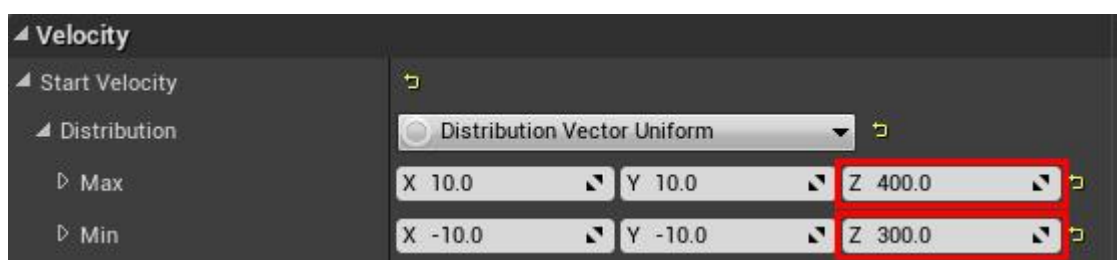 Velocity
Start Velocity
Distribution Distribution Vector Uniform
Max X 10.0 Y 10.0 Z 400.0
Min X -10.0 Y -10.0 Z 300.0